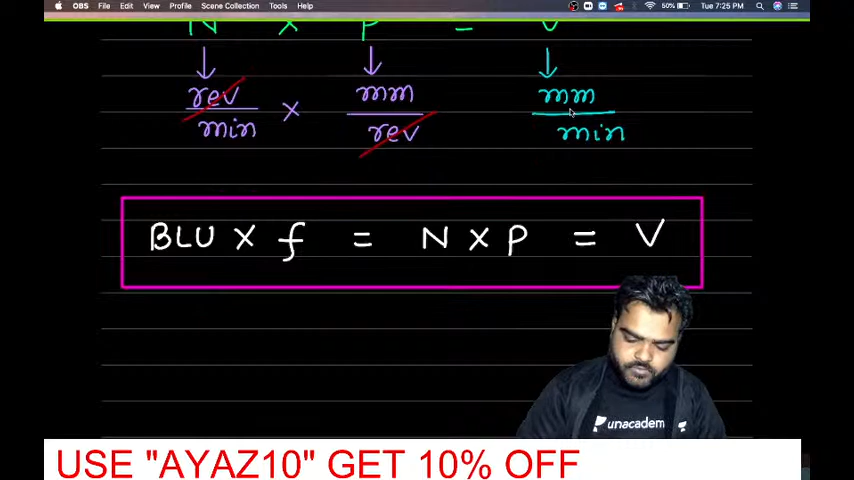 OBS File Edit View Profile Scene Collection Tools Help 50% Tue 7:25 PM
N × P = V
↓ ↓ ↓
rev/min × mm/rev mm/min
BLU × f = N × P = V
unacadem
USE "AYAZ10" GET 10% OFF